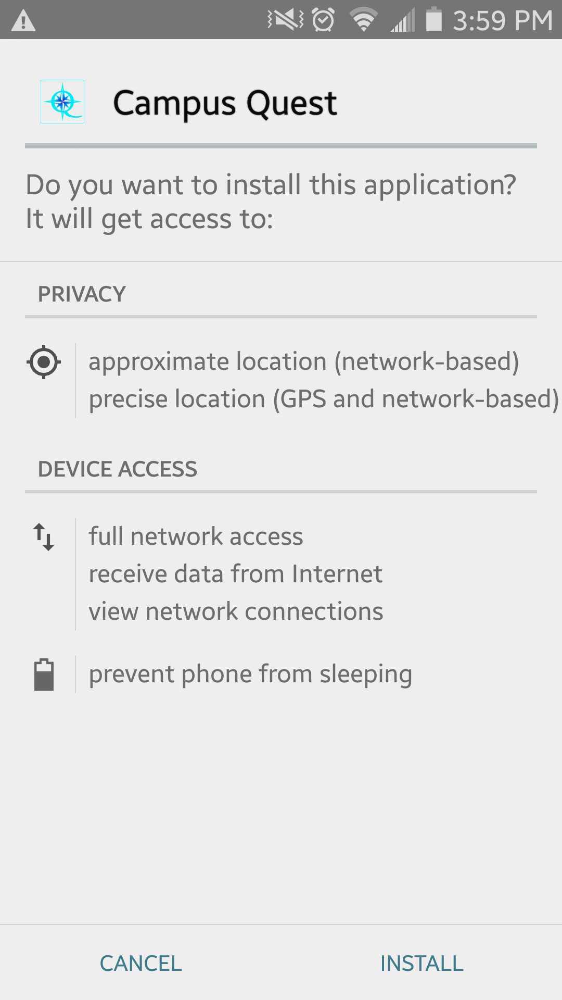 3:59 PM
Campus Quest
Do you want to install this application?
It will get access to:
PRIVACY
approximate location (network-based)
precise location (GPS and network-based)
DEVICE ACCESS
full network access
receive data from Internet
view network connections
prevent phone from sleeping
CANCEL
INSTALL